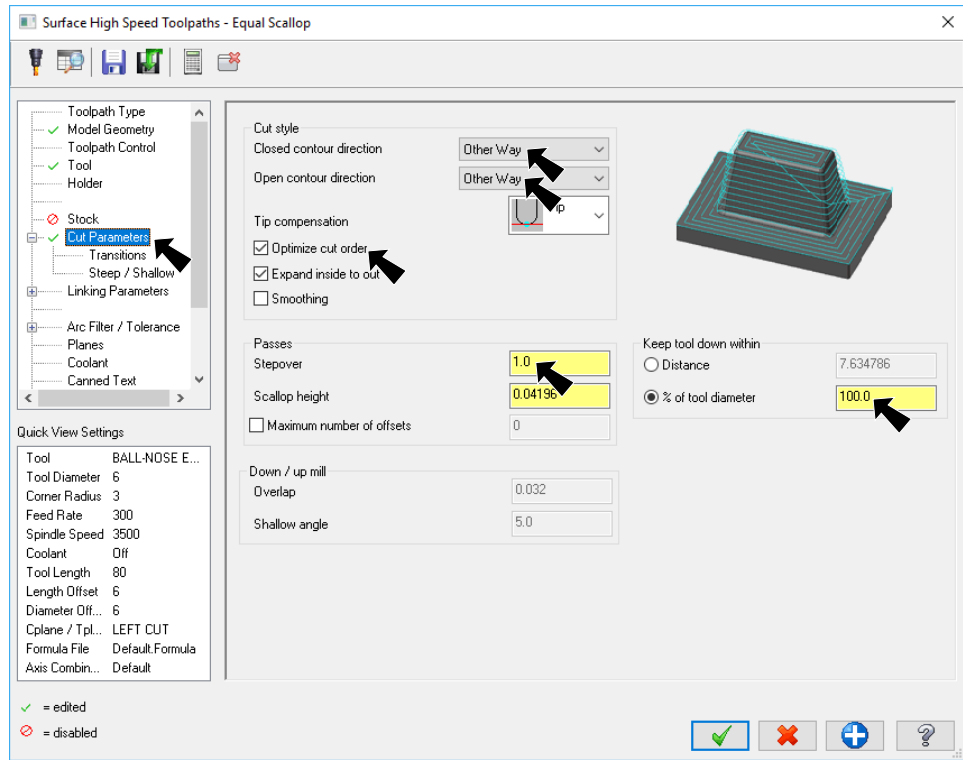 Surface High Speed Toolpaths - Equal Scallop
Toolpath Type
Model Geometry
Toolpath Control
Tool
Holder
Stock
Cut Parameters
Transitions
Steep / Shallow
Linking Parameters
Arc Filter / Tolerance
Planes
Coolant
Canned Text
Quick View Settings
Tool BALL-NOSE E...
Tool Diameter 6
Corner Radius 3
Feed Rate 300
Spindle Speed 3500
Coolant Off
Tool Length 80
Length Offset 6
Diameter Off... 6
Cplane / Tpl... LEFT CUT
Formula File Default.Formula
Axis Combin... Default
= edited
= disabled
Cut style
Closed contour direction Other Way
Open contour direction Other Way
Tip compensation
Optimize cut order
Expand inside to out
Smoothing
Passes
Stepover 1.0
Scallop height 0.04196
Maximum number of offsets 0
Down / up mill
Overlap 0.032
Shallow angle 5.0
Keep tool down within
Distance 7.634786
% of tool diameter 100.0